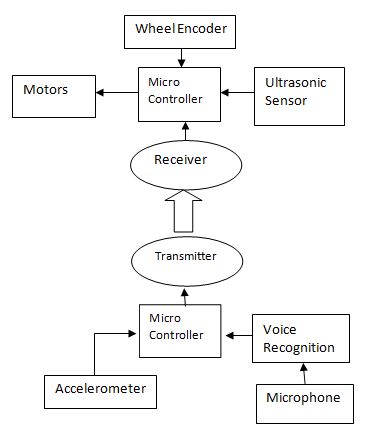 Wheel Encoder
Motors
Micro
Controller
Ultrasonic
Sensor
Receiver
Transmitter
Micro
Controller
Voice
Recognition
Accelerometer
Microphone